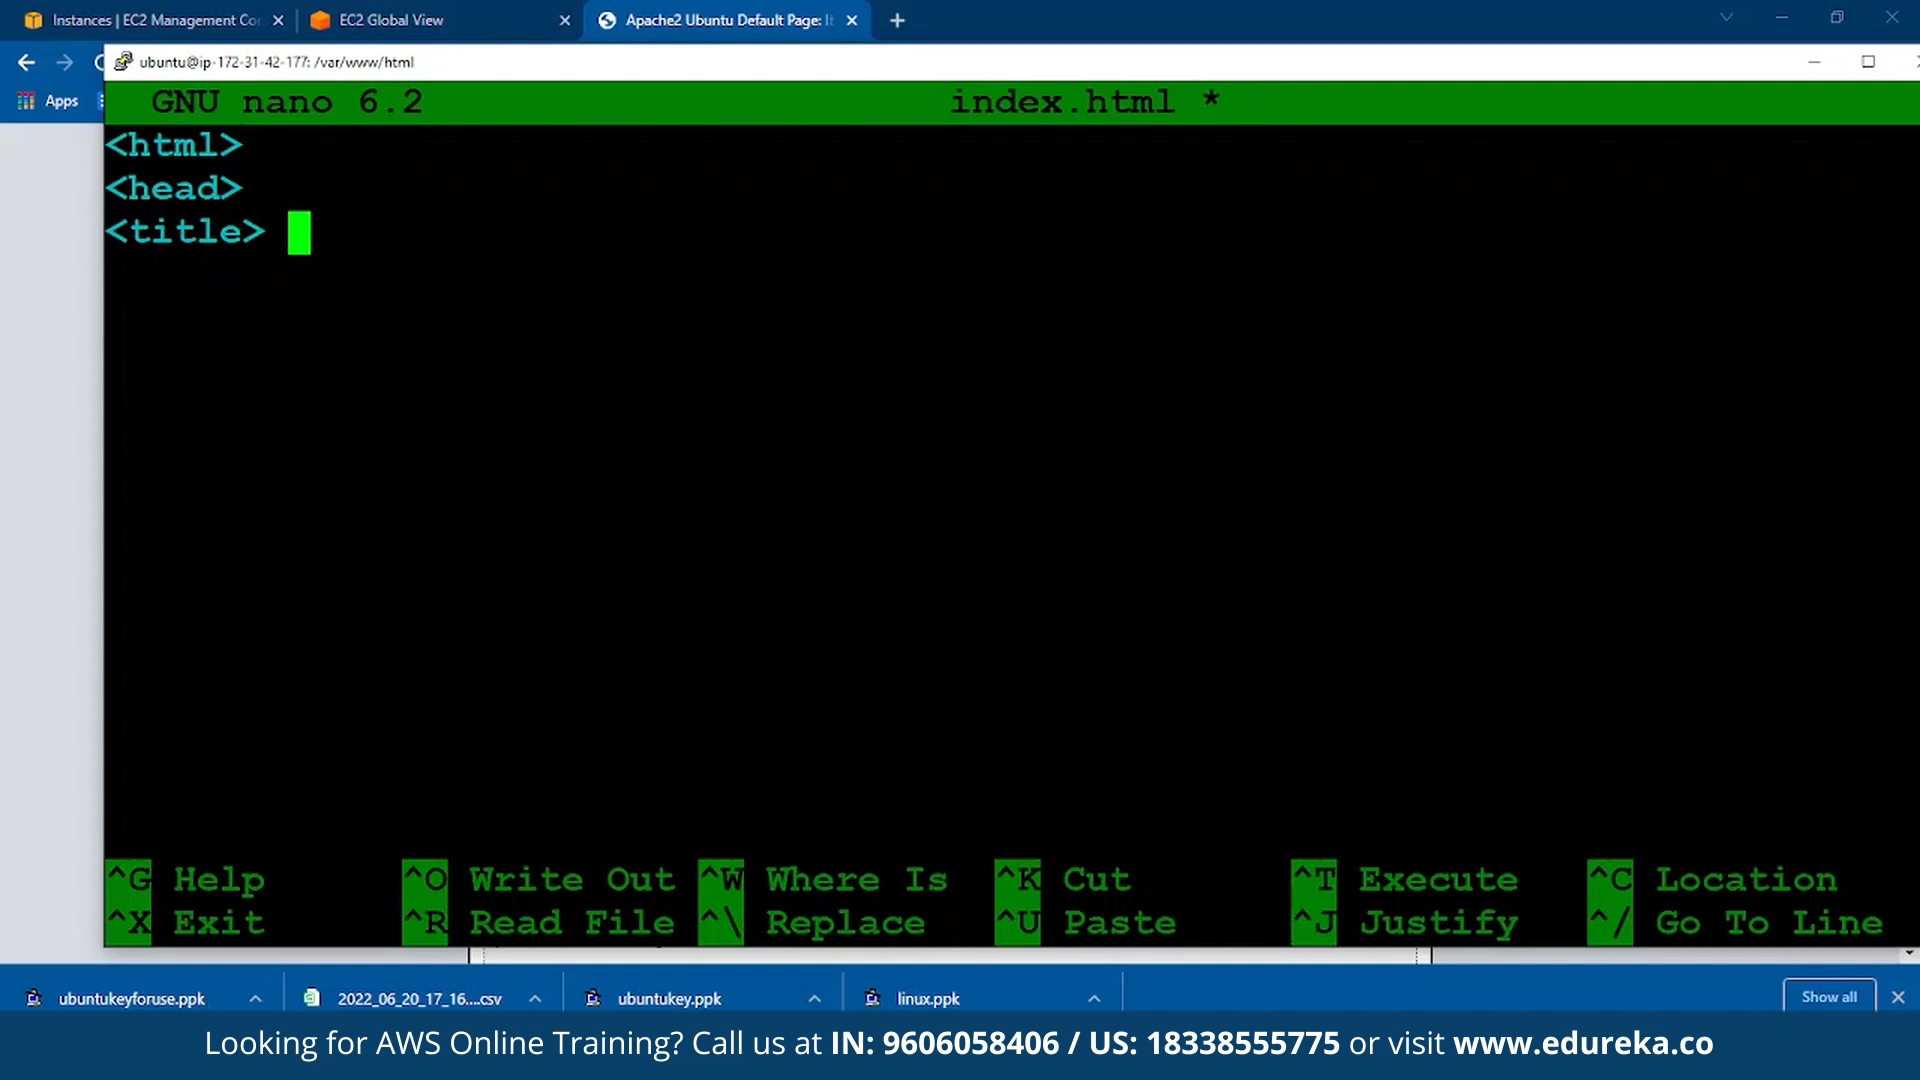 Instances | EC2 Management Co
EC2 Global View
Apache2 Ubuntu Default Page: It
Apps
ubuntu@ip-172-31-42-177: /var/www/html
GNU nano 6.2 index.html *
<html>
<head>
<title>
^G Help ^O Write Out ^W Where Is ^K Cut ^T Execute ^C Location
^X Exit ^R Read File ^\ Replace ^U Paste ^J Justify ^/ Go To Line
ubuntukeyforuse.ppk 2022_06_20_17_16....csv ubuntukey.ppk linux.ppk Show all
Looking for AWS Online Training? Call us at IN: 9606058406 / US: 18338555775 or visit www.edureka.co